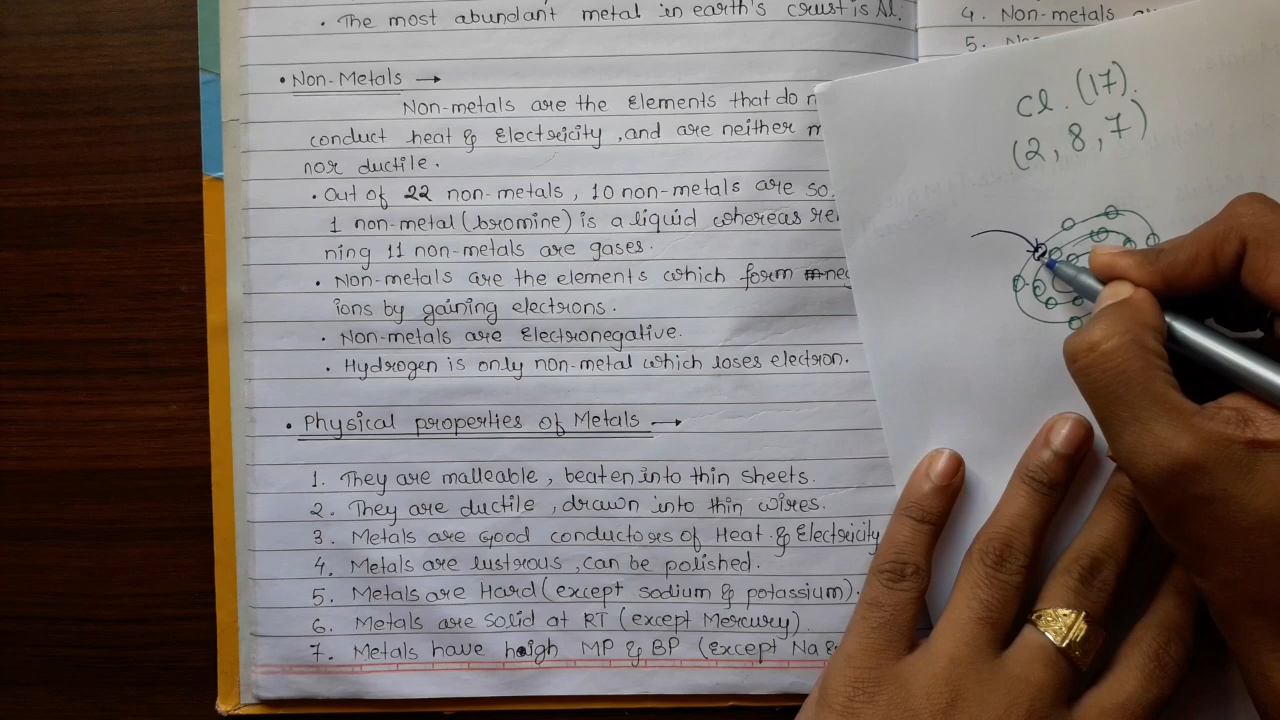 • The most abundant metal in earth's crust is Al.
• Non-Metals →
Non-metals are the Elements that do
conduct heat & Electricity, and are neither
nor ductile.
• Out of 22 non-metals, 10 non-metals are so
1 non-metal (bromine) is a liquid whereas re
ning 11 non-metals are gases.
• Non-metals are the elements which form neg
ions by gaining electrons.
• Non-metals are Electronegative.
• Hydrogen is only non-metal which loses electron.
• Physical properties of Metals →
1. They are malleable, beaten into thin sheets.
2. They are ductile, drawn into thin wires.
3. Metals are Good conductors of Heat & Electricity
4. Metals are lustrous, can be polished.
5. Metals are Hard (except sodium & potassium).
6. Metals are Solid at RT (except Mercury)
7. Metals have high MP & BP (except Na &
4. Non-metals
5.
Cl. (17).
(2, 8, 7)